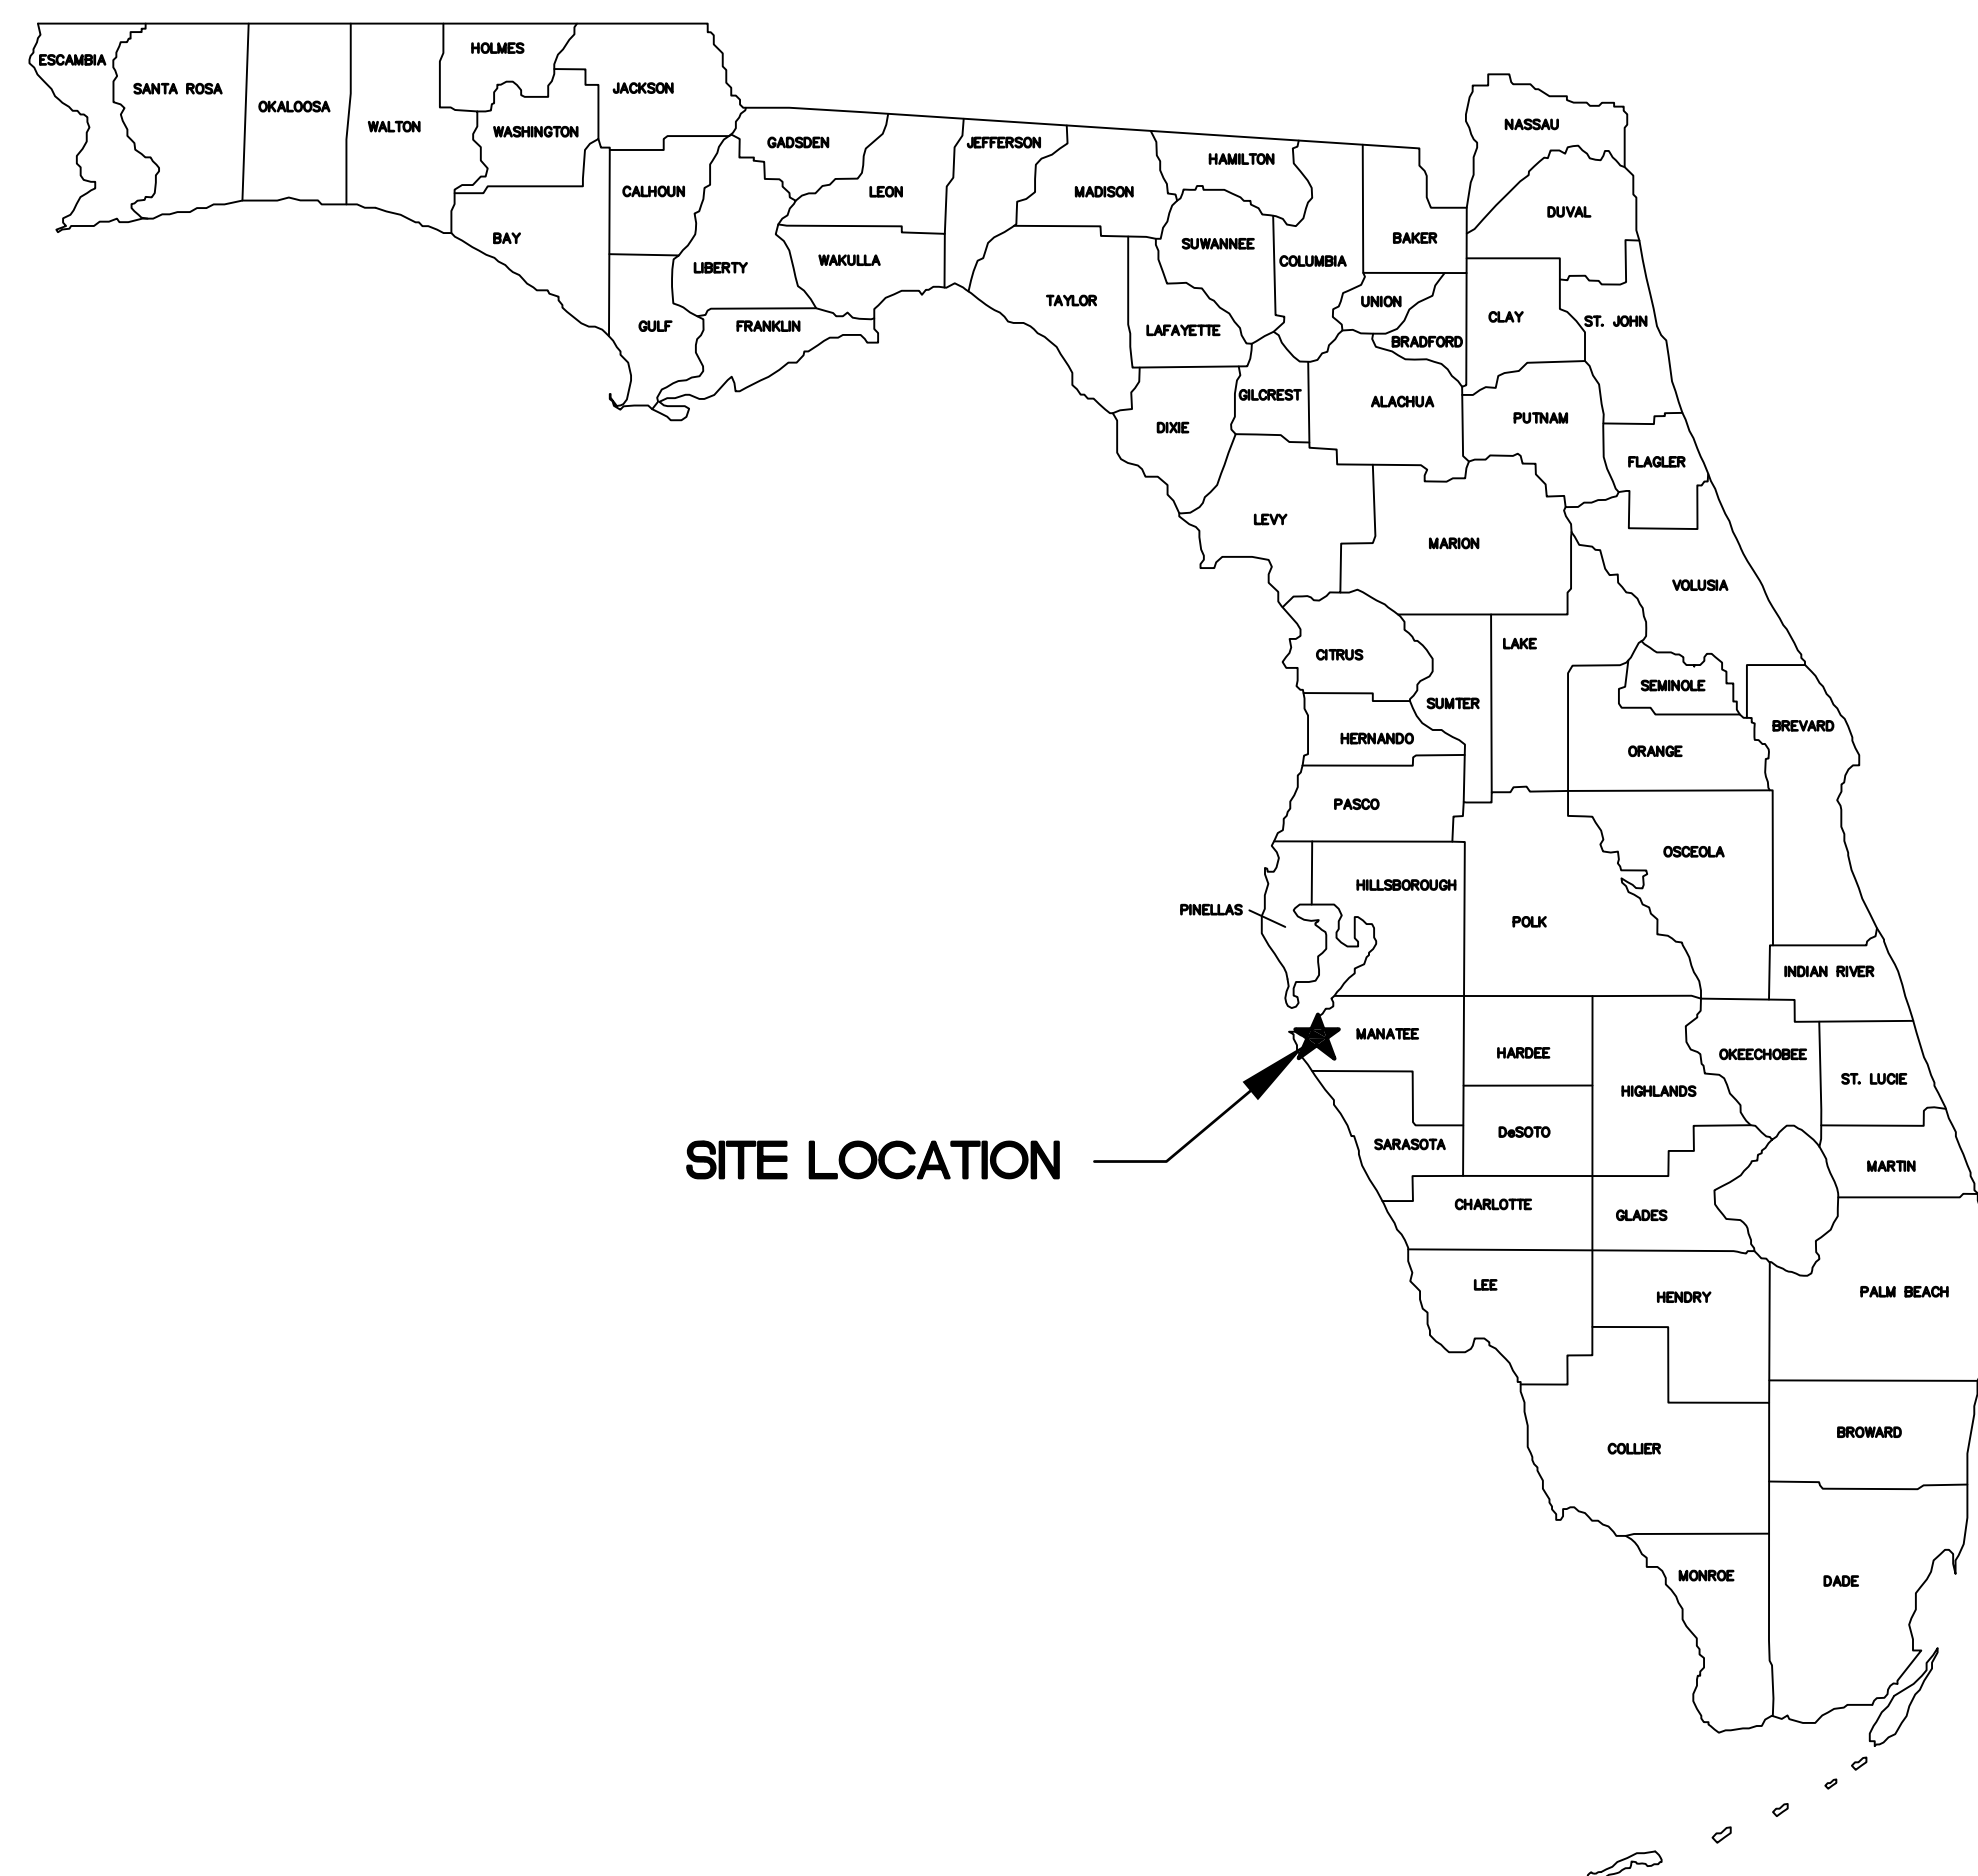 ESCAMBIA
SANTA ROSA
OKALOOSA
WALTON
HOLMES
WASHINGTON
JACKSON
BAY
CALHOUN
GULF
LIBERTY
GADSDEN
FRANKLIN
LEON
WAKULLA
JEFFERSON
MADISON
TAYLOR
HAMILTON
SUWANNEE
LAFAYETTE
DIXIE
COLUMBIA
GILCREST
BAKER
UNION
BRADFORD
ALACHUA
NASSAU
DUVAL
CLAY
ST. JOHN
PUTNAM
FLAGLER
LEVY
MARION
VOLUSIA
CITRUS
SUMTER
LAKE
SEMINOLE
HERNANDO
ORANGE
BREVARD
PASCO
OSCEOLA
HILLSBOROUGH
PINELLAS
POLK
INDIAN RIVER
MANATEE
HARDEE
HIGHLANDS
OKEECHOBEE
ST. LUCIE
SITE LOCATION
SARASOTA
DeSOTO
MARTIN
CHARLOTTE
GLADES
LEE
HENDRY
PALM BEACH
COLLIER
BROWARD
MONROE
DADE